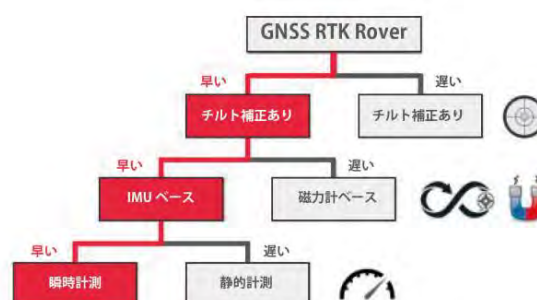 GNSS RTK Rover
早い
遅い
チルト補正あり
チルト補正あり
早い
遅い
IMU ベース
磁力計ベース
早い
遅い
瞬時計測
静的計測